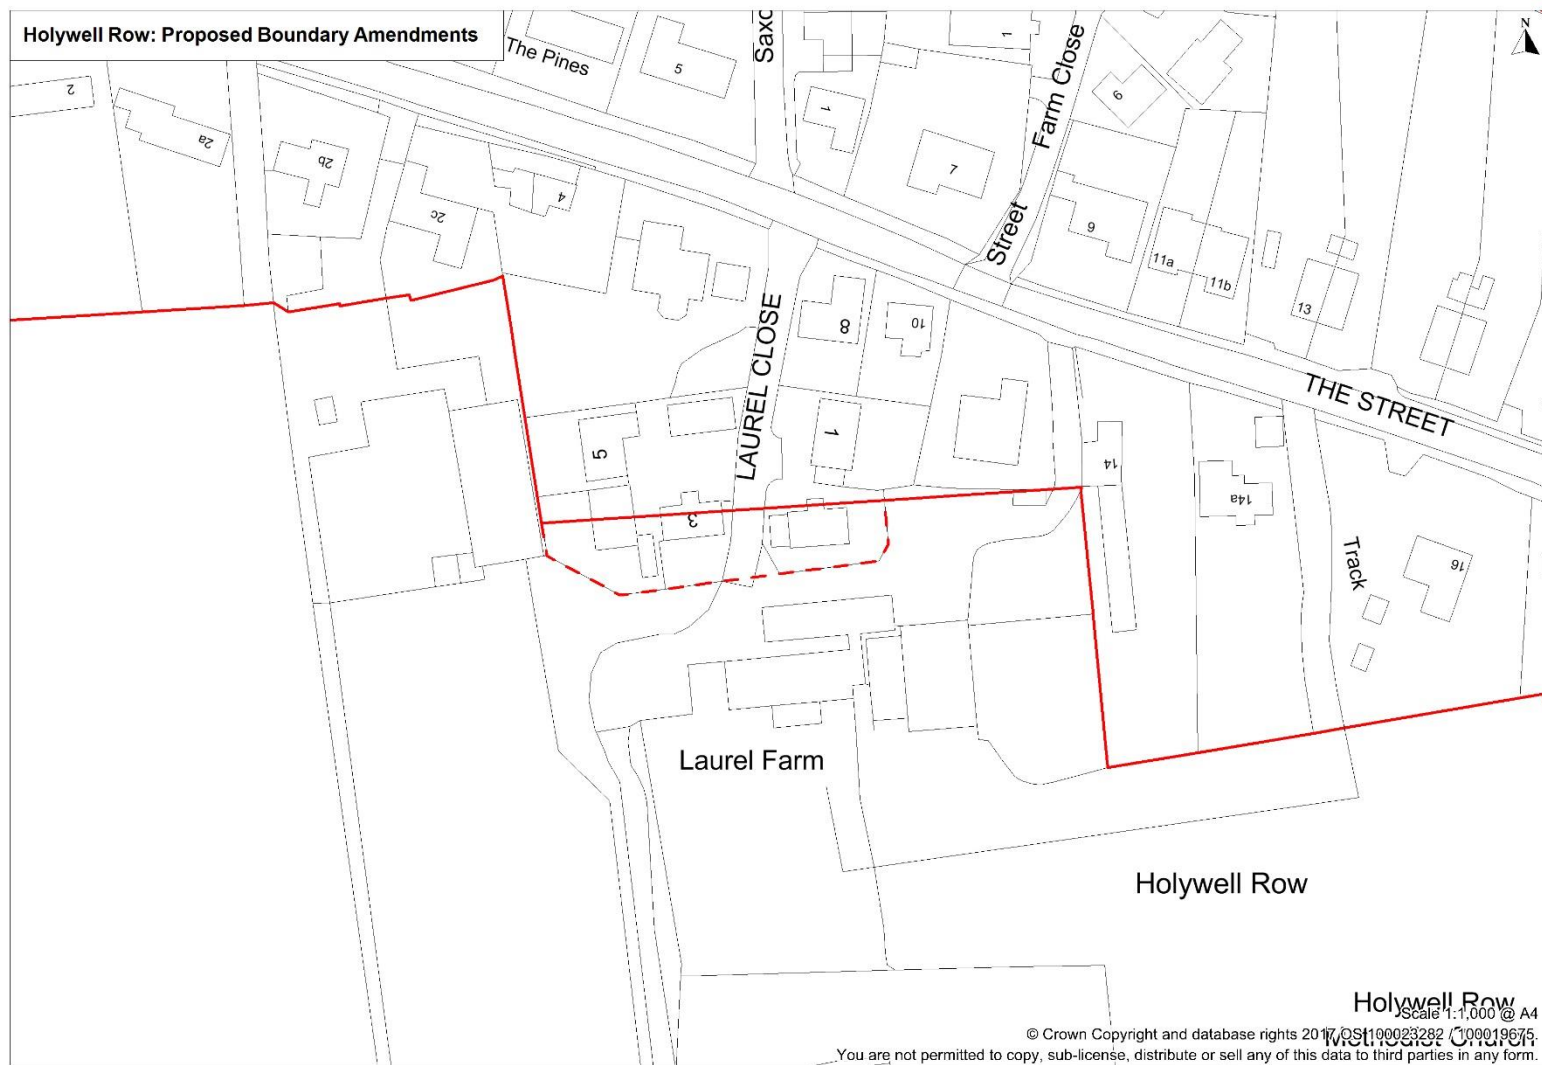 Holywell Row: Proposed Boundary Amendments
N
The Pines
5
Saxo
1
1
Street Farm Close
6
2
2a
2b
2c
4
7
9
11a
11b
13
LAUREL CLOSE
8
10
THE STREET
5
1
3
14
14a
Track
16
Laurel Farm
Holywell Row
Holywell Row
Methodist Church
Scale 1:1,000 @ A4
© Crown Copyright and database rights 2017 OS 100023282 / 100019675.
You are not permitted to copy, sub-license, distribute or sell any of this data to third parties in any form.